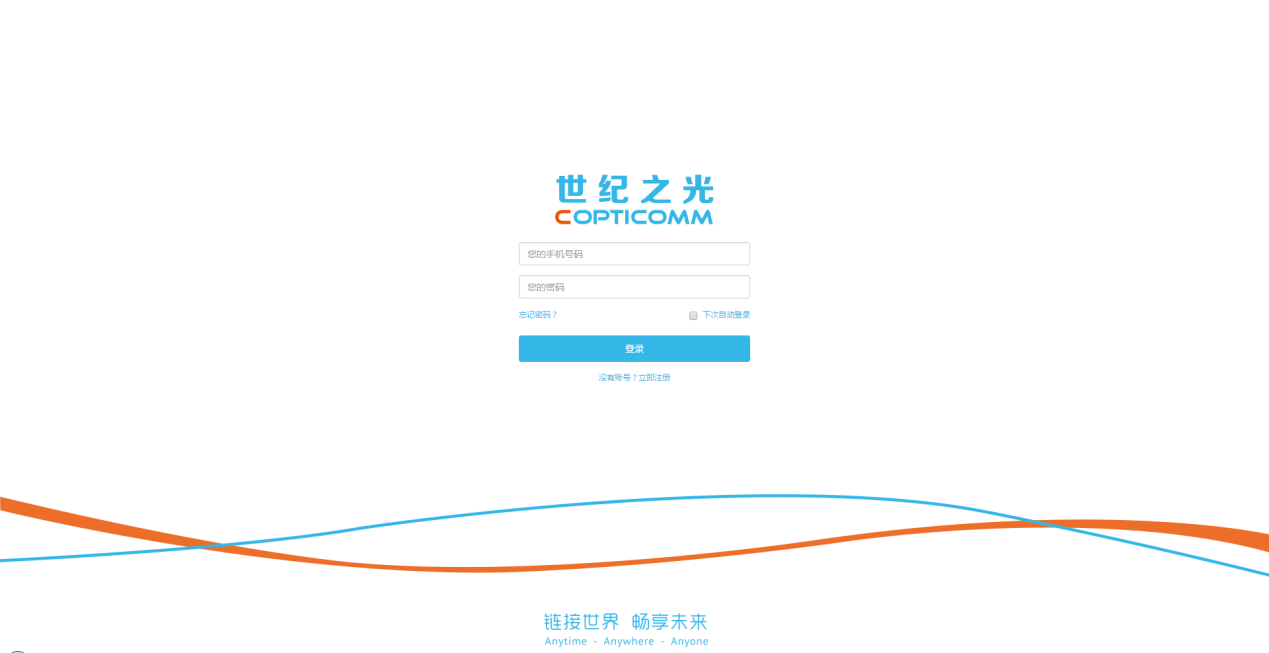 世纪之光
COPTICOMM
您的手机号码
您的密码
忘记密码？ 下次自动登录
登录
没有账号？立即注册
链接世界 畅享未来
Anytime - Anywhere - Anyone